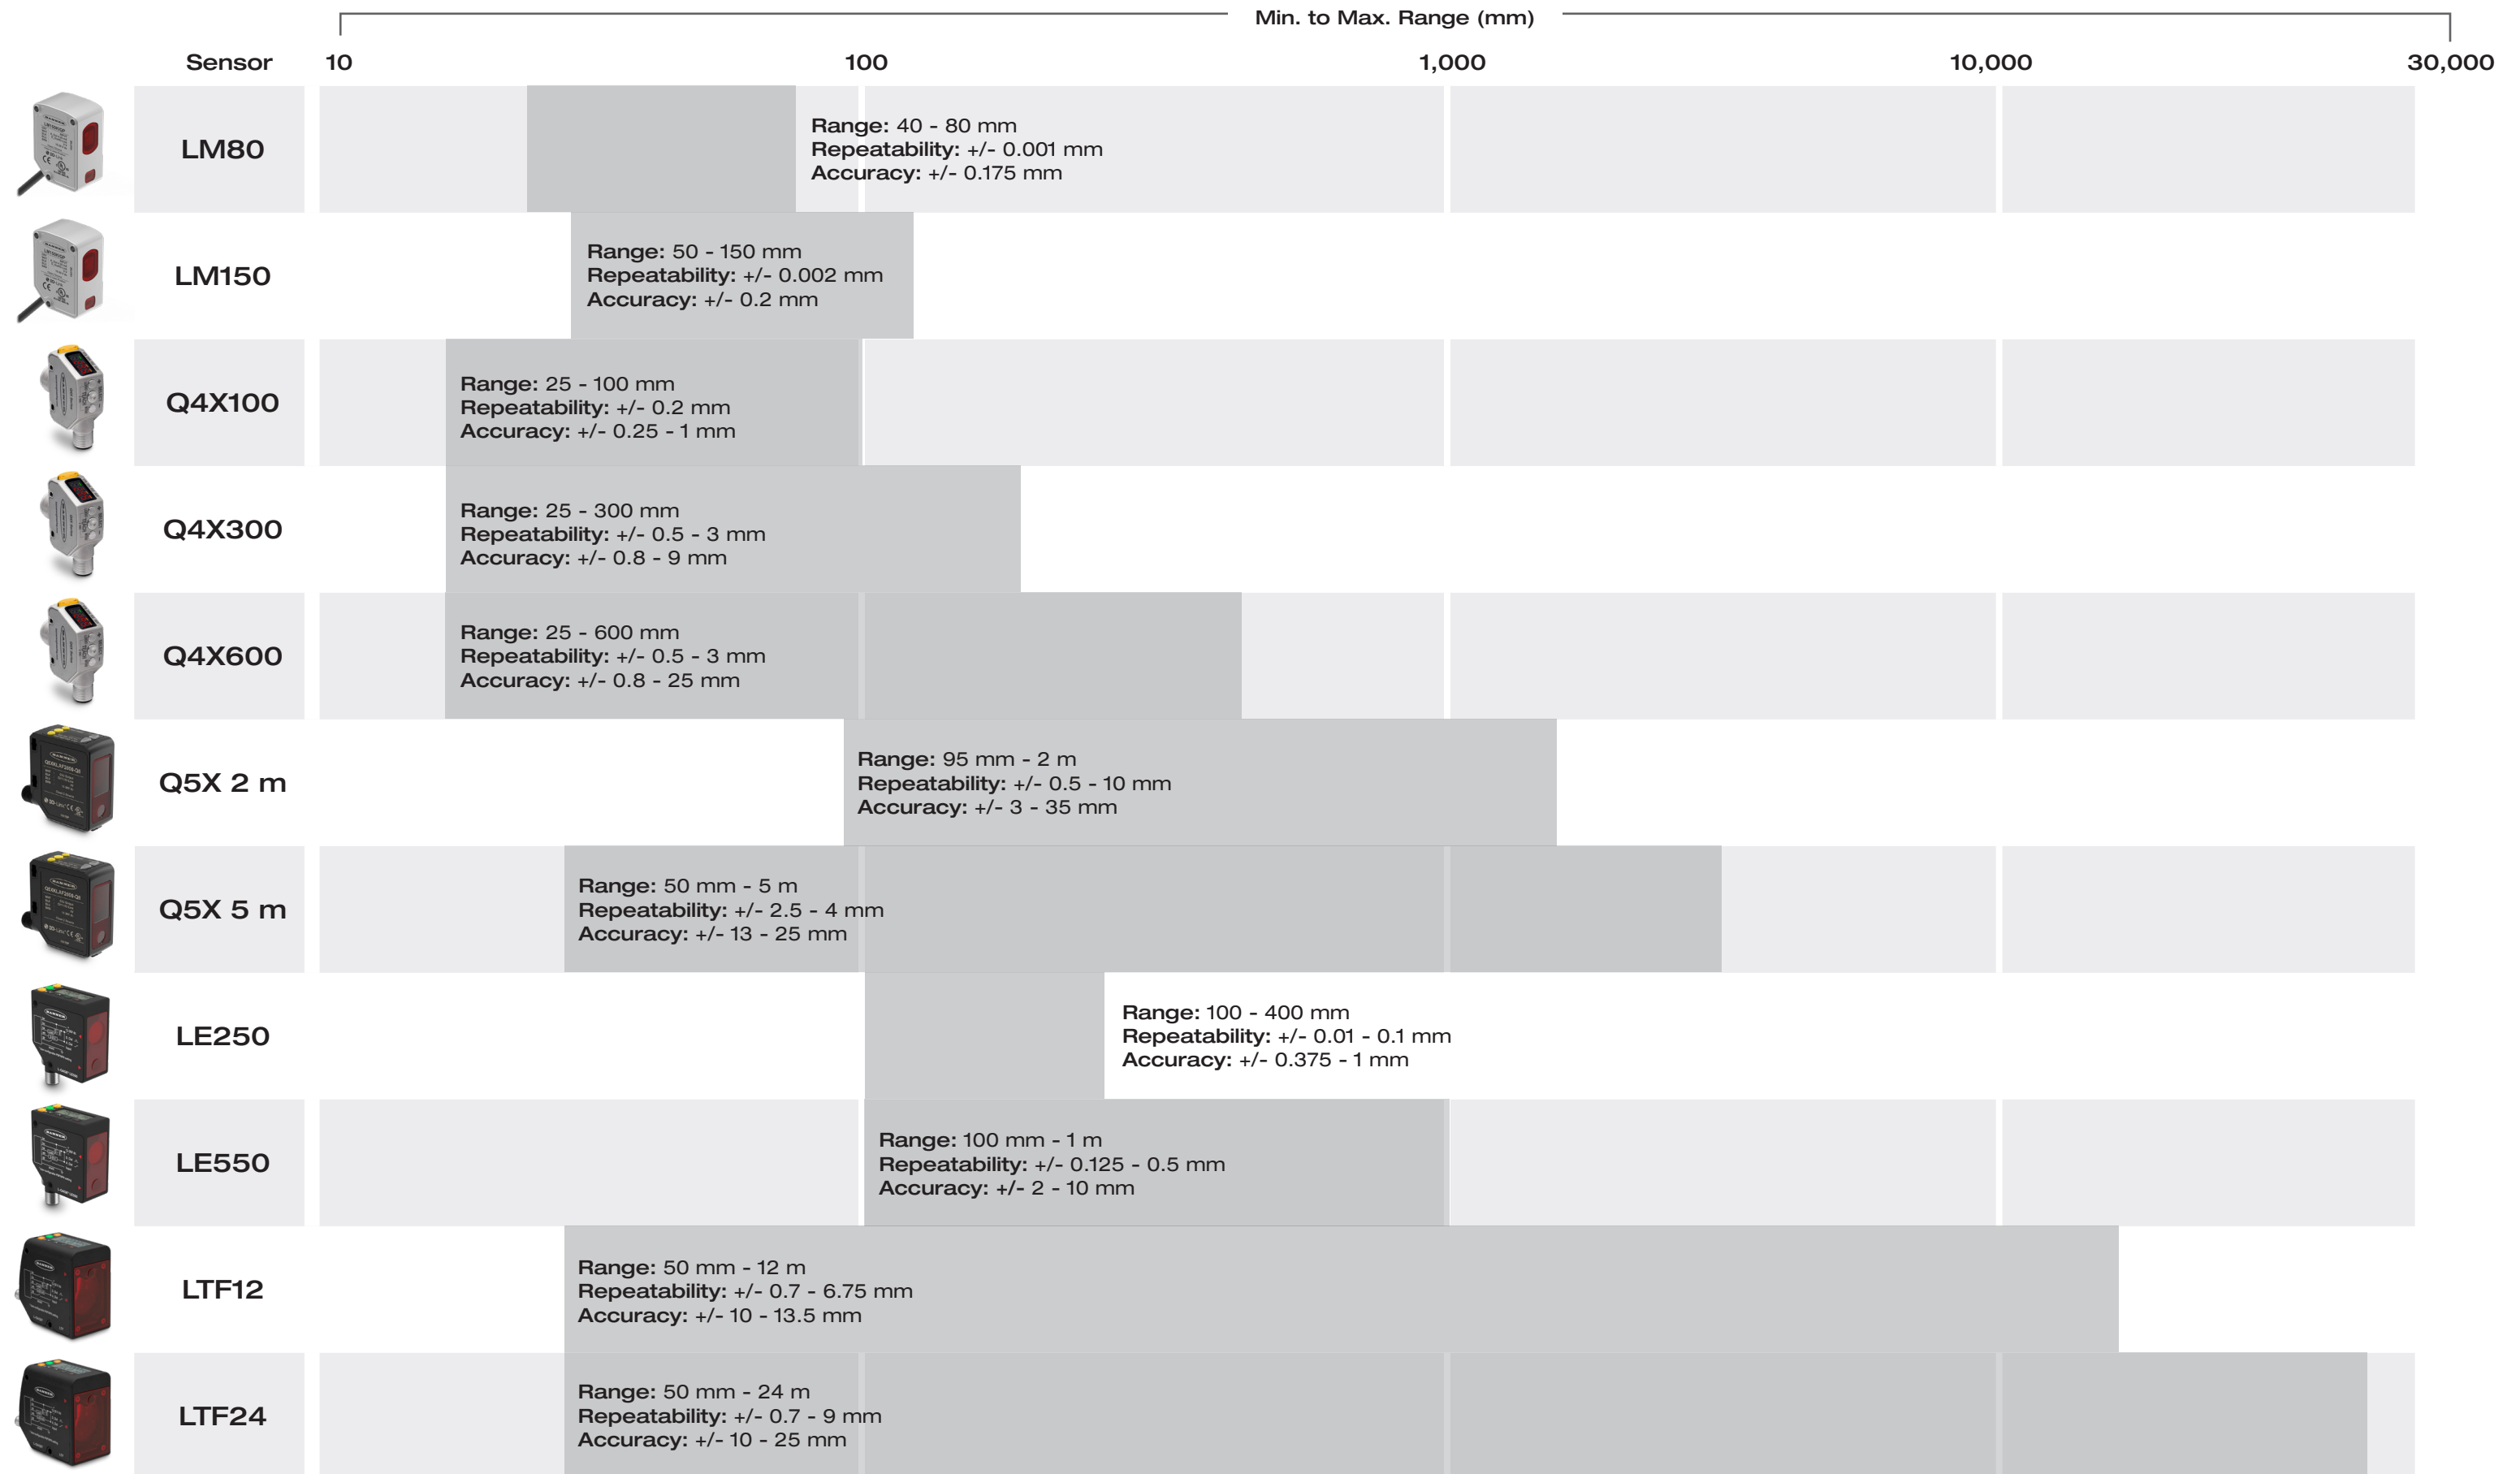 Min. to Max. Range (mm)
Sensor 10 100 1,000 10,000 30,000
LM80
Range: 40 - 80 mm
Repeatability: +/- 0.001 mm
Accuracy: +/- 0.175 mm
LM150
Range: 50 - 150 mm
Repeatability: +/- 0.002 mm
Accuracy: +/- 0.2 mm
Q4X100
Range: 25 - 100 mm
Repeatability: +/- 0.2 mm
Accuracy: +/- 0.25 - 1 mm
Q4X300
Range: 25 - 300 mm
Repeatability: +/- 0.5 - 3 mm
Accuracy: +/- 0.8 - 9 mm
Q4X600
Range: 25 - 600 mm
Repeatability: +/- 0.5 - 3 mm
Accuracy: +/- 0.8 - 25 mm
Q5X 2 m
Range: 95 mm - 2 m
Repeatability: +/- 0.5 - 10 mm
Accuracy: +/- 3 - 35 mm
Q5X 5 m
Range: 50 mm - 5 m
Repeatability: +/- 2.5 - 4 mm
Accuracy: +/- 13 - 25 mm
LE250
Range: 100 - 400 mm
Repeatability: +/- 0.01 - 0.1 mm
Accuracy: +/- 0.375 - 1 mm
LE550
Range: 100 mm - 1 m
Repeatability: +/- 0.125 - 0.5 mm
Accuracy: +/- 2 - 10 mm
LTF12
Range: 50 mm - 12 m
Repeatability: +/- 0.7 - 6.75 mm
Accuracy: +/- 10 - 13.5 mm
LTF24
Range: 50 mm - 24 m
Repeatability: +/- 0.7 - 9 mm
Accuracy: +/- 10 - 25 mm